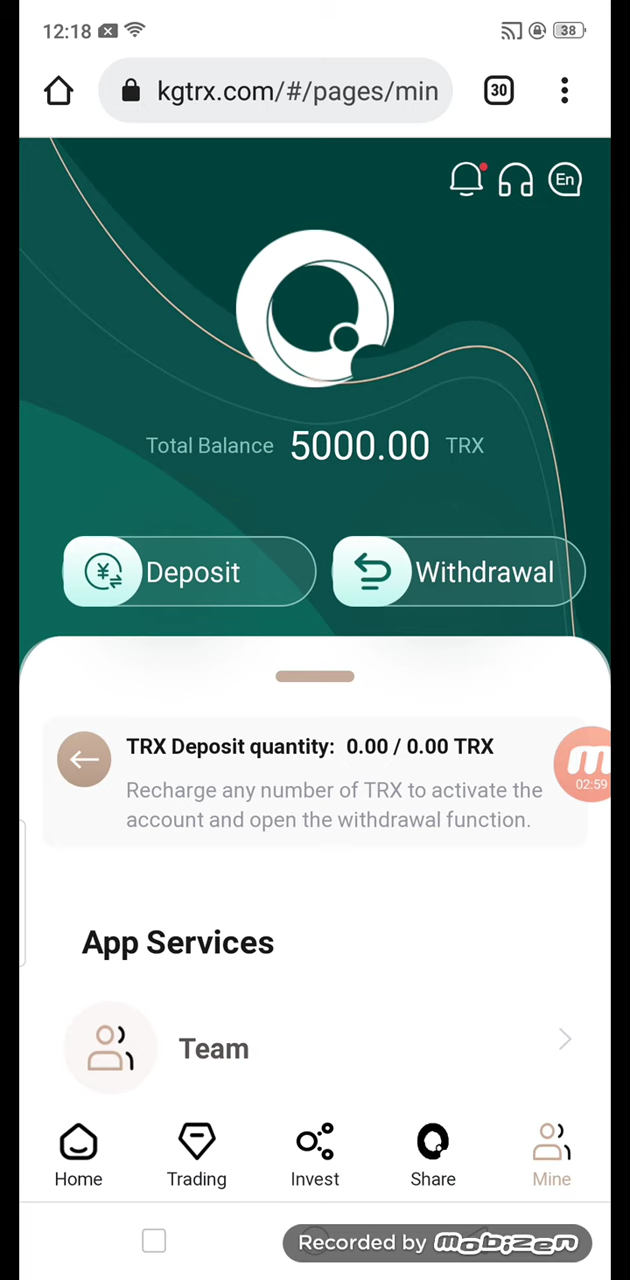 12:18
38
kgtrx.com/#/pages/min
30
En
Total Balance 5000.00 TRX
Deposit
Withdrawal
TRX Deposit quantity: 0.00 / 0.00 TRX
Recharge any number of TRX to activate the
account and open the withdrawal function.
02:59
App Services
Team
Home
Trading
Invest
Share
Mine
Recorded by mobizen